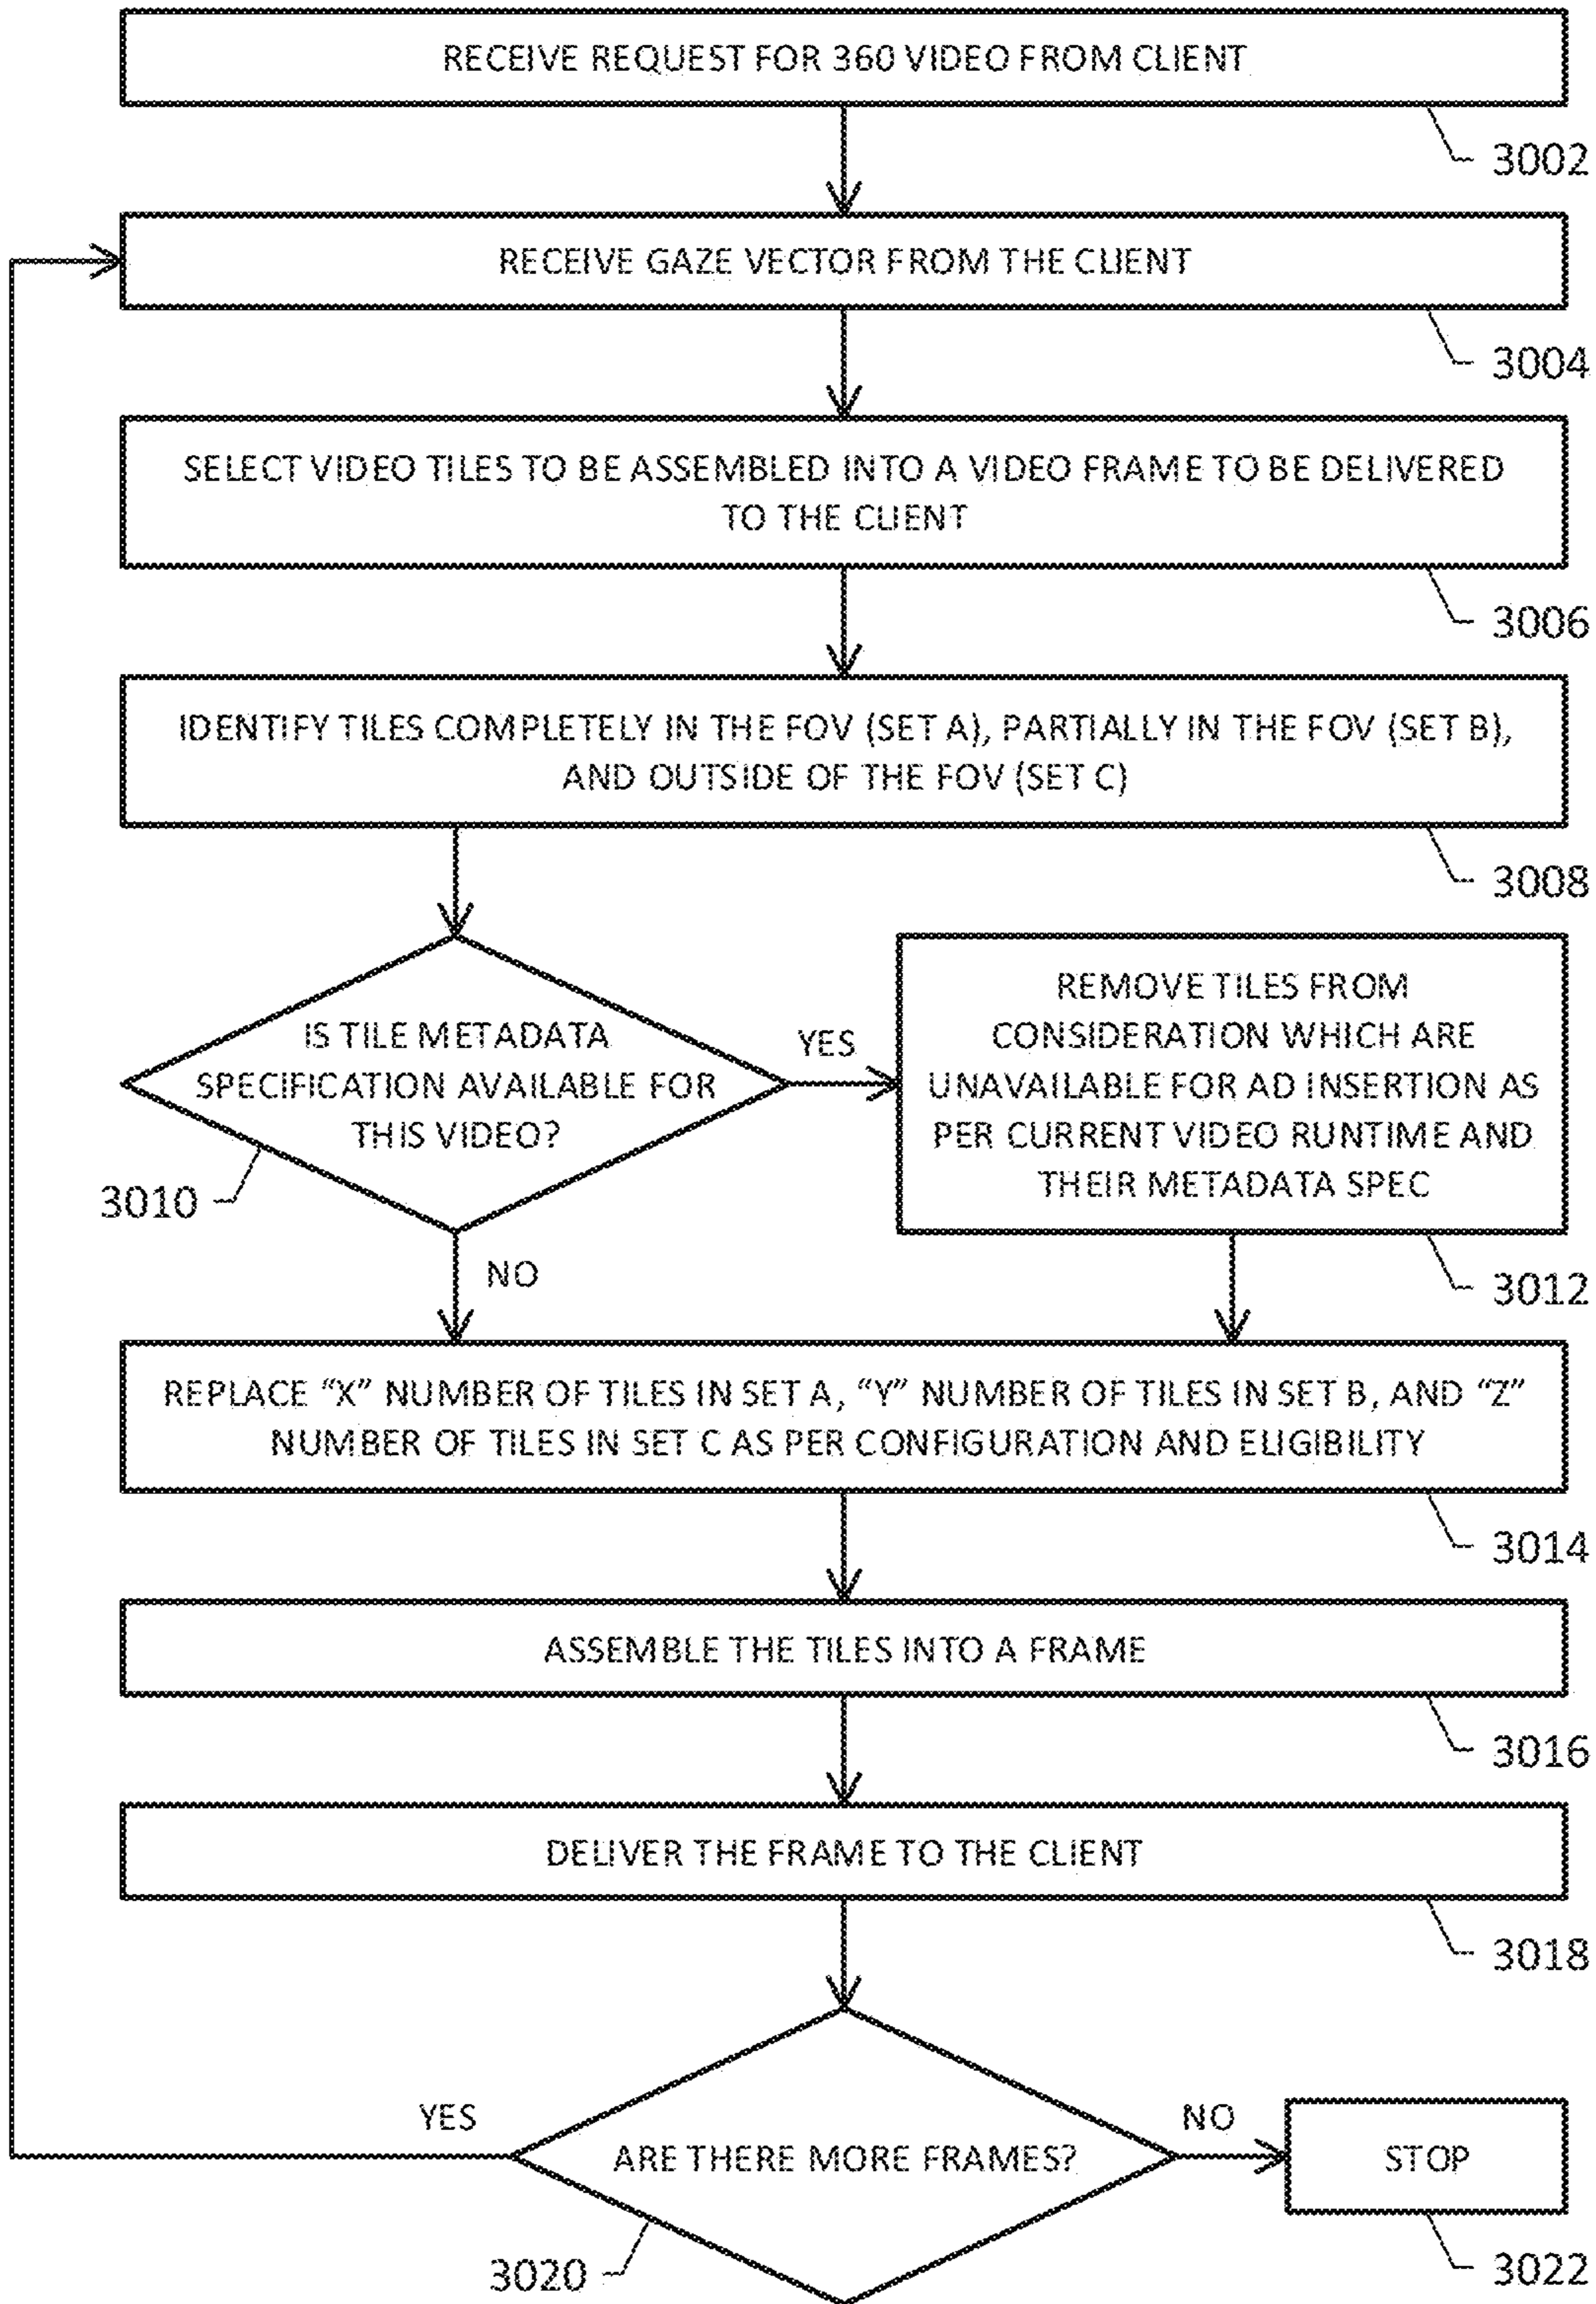 RECEIVE REQUEST FOR 360 VIDEO FROM CLIENT
3002
RECEIVE GAZE VECTOR FROM THE CLIENT
3004
SELECT VIDEO TILES TO BE ASSEMBLED INTO A VIDEO FRAME TO BE DELIVERED
TO THE CLIENT
3006
IDENTIFY TILES COMPLETELY IN THE FOV (SET A), PARTIALLY IN THE FOV (SET B),
AND OUTSIDE OF THE FOV (SET C)
3008
IS TILE METADATA
SPECIFICATION AVAILABLE FOR
THIS VIDEO?
3010
YES
REMOVE TILES FROM
CONSIDERATION WHICH ARE
UNAVAILABLE FOR AD INSERTION AS
PER CURRENT VIDEO RUNTIME AND
THEIR METADATA SPEC
3012
NO
REPLACE “X” NUMBER OF TILES IN SET A, “Y” NUMBER OF TILES IN SET B, AND “Z”
NUMBER OF TILES IN SET C AS PER CONFIGURATION AND ELIGIBILITY
3014
ASSEMBLE THE TILES INTO A FRAME
3016
DELIVER THE FRAME TO THE CLIENT
3018
YES
ARE THERE MORE FRAMES?
3020
NO
STOP
3022